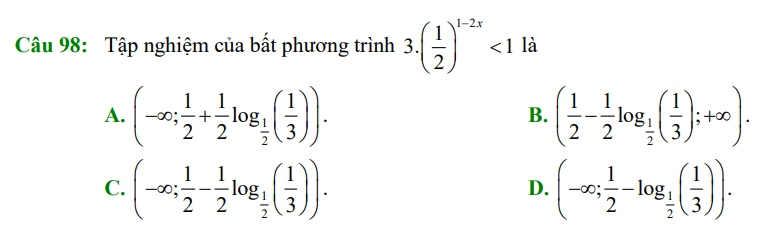 Câu 98: Tập nghiệm của bất phương trình $3.\left(\frac{1}{2}\right)^{1-2x} < 1$ là
A. $\left(-\infty;\frac{1}{2}+\frac{1}{2}\log_{\frac{1}{2}}\left(\frac{1}{3}\right)\right).$ B. $\left(\frac{1}{2}-\frac{1}{2}\log_{\frac{1}{2}}\left(\frac{1}{3}\right);+\infty\right).$
C. $\left(-\infty;\frac{1}{2}-\frac{1}{2}\log_{\frac{1}{2}}\left(\frac{1}{3}\right)\right).$ D. $\left(-\infty;\frac{1}{2}-\log_{\frac{1}{2}}\left(\frac{1}{3}\right)\right).$